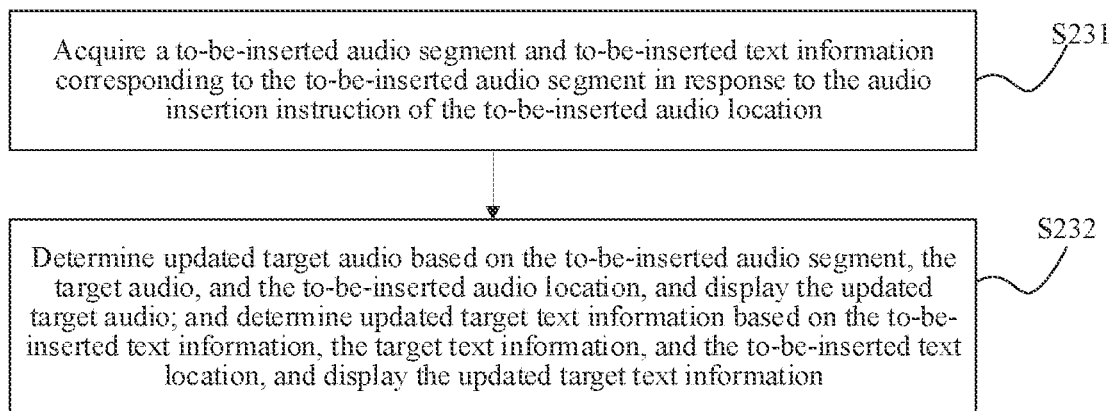 Acquire a to-be-inserted audio segment and to-be-inserted text information
corresponding to the to-be-inserted audio segment in response to the audio
insertion instruction of the to-be-inserted audio location
S231
Determine updated target audio based on the to-be-inserted audio segment, the
target audio, and the to-be-inserted audio location, and display the updated
target audio; and determine updated target text information based on the to-be-
inserted text information, the target text information, and the to-be-inserted text
location, and display the updated target text information
S232